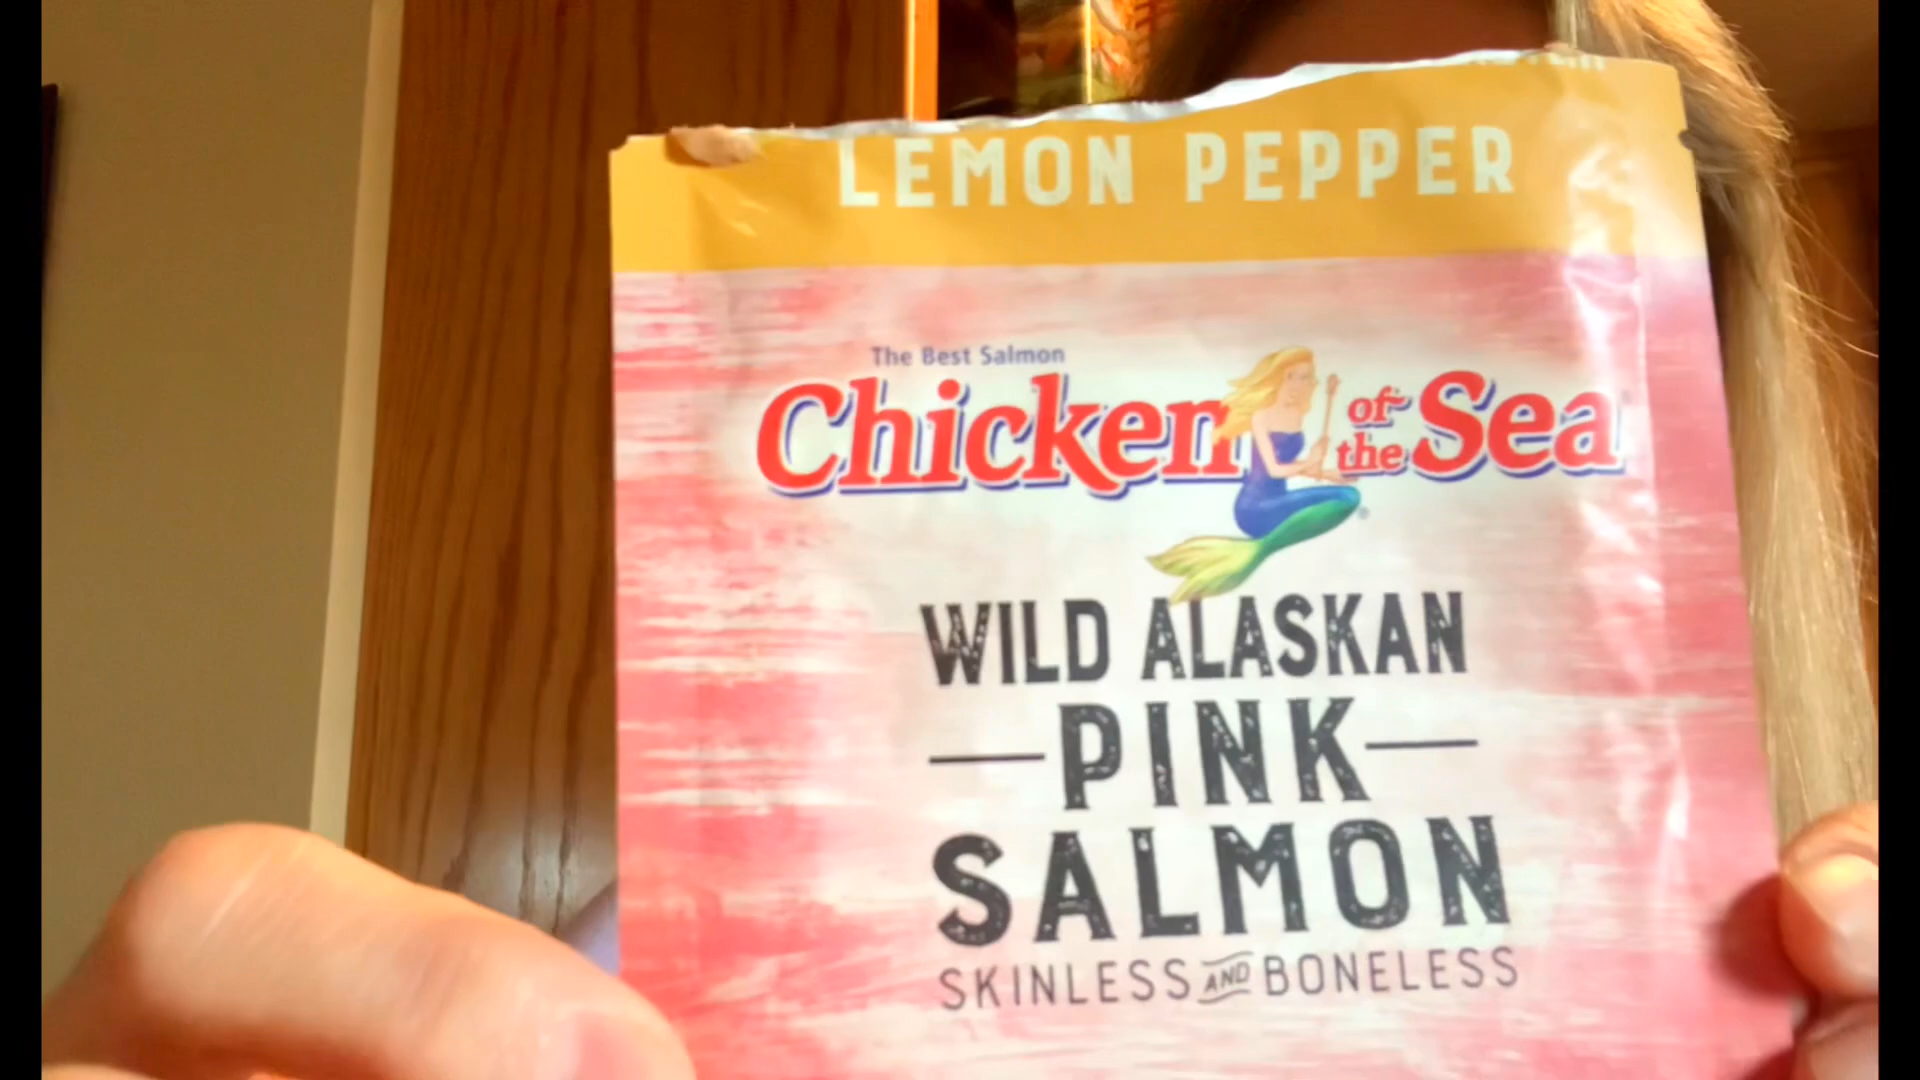 LEMON PEPPER
The Best Salmon
Chicken of the Sea
WILD ALASKAN
PINK
SALMON
SKINLESS AND BONELESS